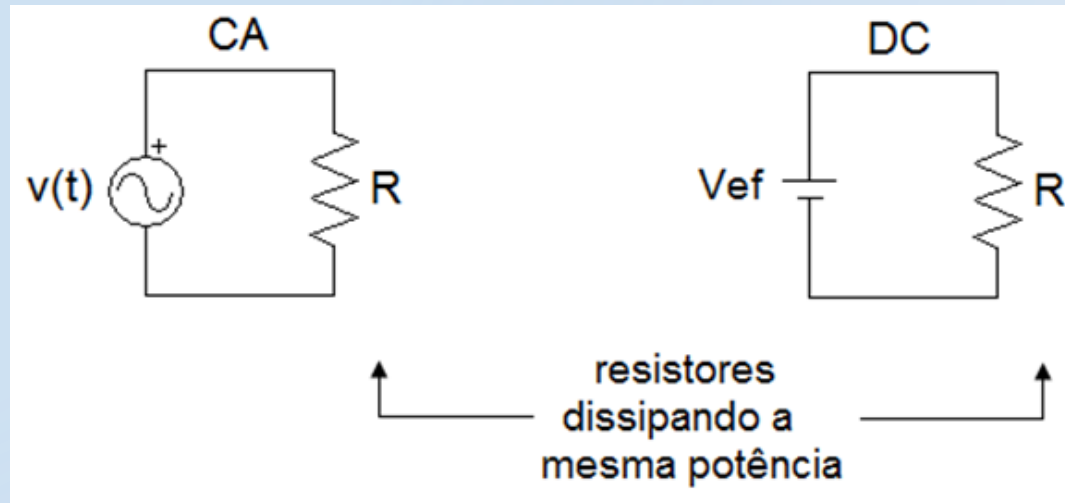 CA
DC
v(t)
+
R
Vef
R
resistores
dissipando a
mesma potência